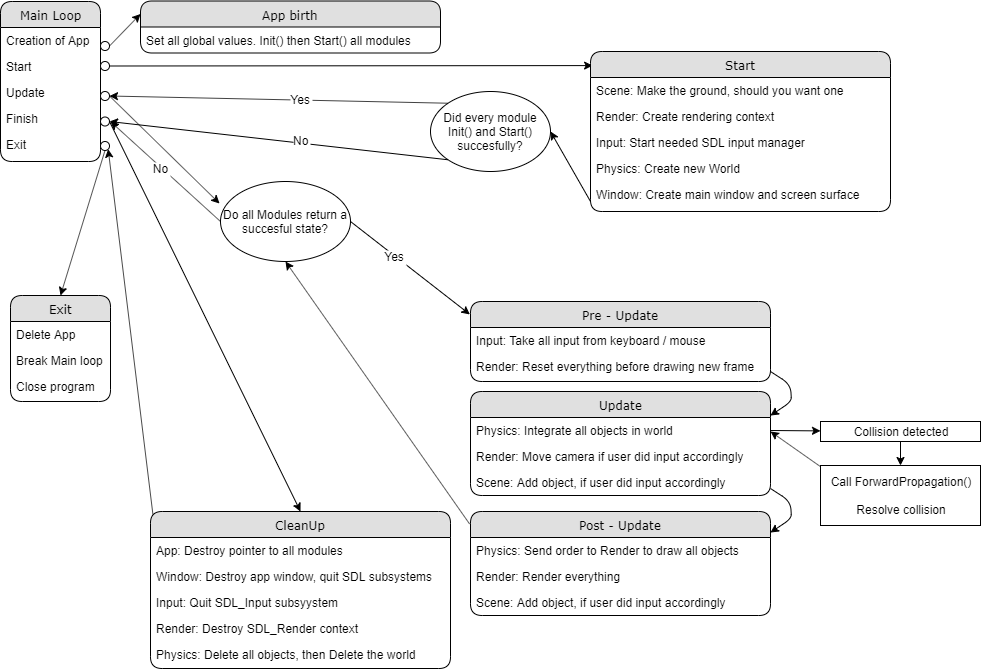 Main Loop
Creation of App
Start
Update
Finish
Exit
App birth
Set all global values. Init() then Start() all modules
Start
Scene: Make the ground, should you want one
Render: Create rendering context
Input: Start needed SDL input manager
Physics: Create new World
Window: Create main window and screen surface
Did every module
Init() and Start()
succesfully?
Yes
No
No
Do all Modules return a
succesful state?
Yes
Exit
Delete App
Break Main loop
Close program
Pre - Update
Input: Take all input from keyboard / mouse
Render: Reset everything before drawing new frame
Update
Physics: Integrate all objects in world
Render: Move camera if user did input accordingly
Scene: Add object, if user did input accordingly
Collision detected
Call ForwardPropagation()
Resolve collision
CleanUp
App: Destroy pointer to all modules
Window: Destroy app window, quit SDL subsystems
Input: Quit SDL_Input subsyystem
Render: Destroy SDL_Render context
Physics: Delete all objects, then Delete the world
Post - Update
Physics: Send order to Render to draw all objects
Render: Render everything
Scene: Add object, if user did input accordingly